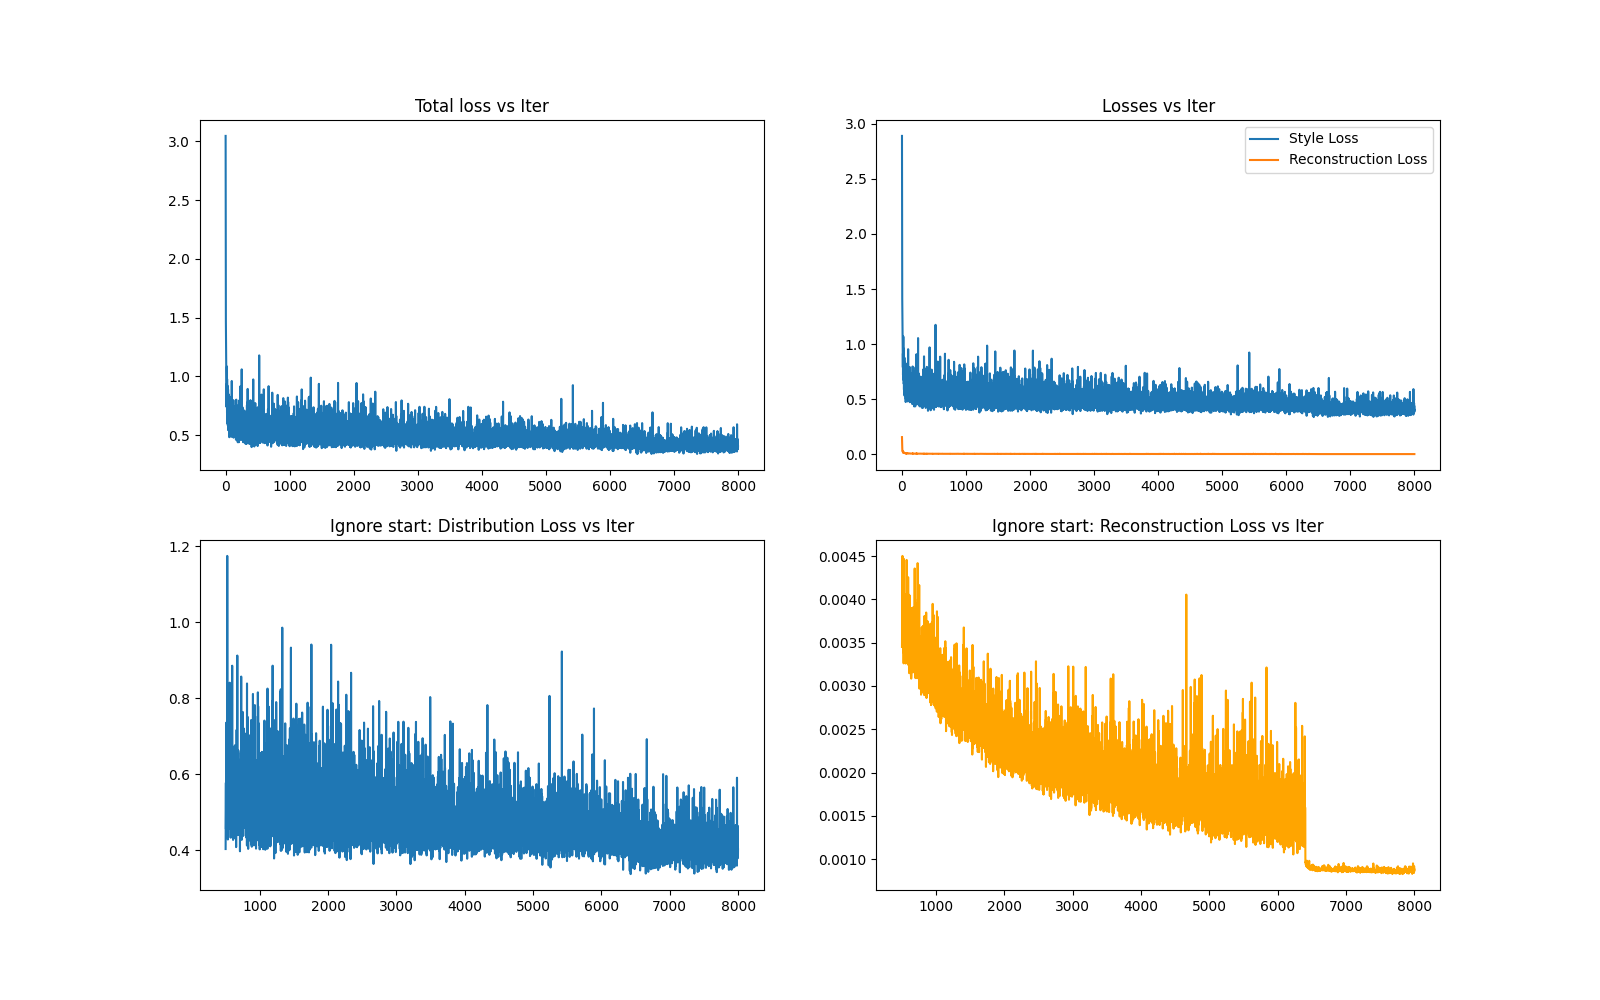 Total loss vs Iter
3.0
2.5
2.0
1.5
1.0
0.5
0 1000 2000 3000 4000 5000 6000 7000 8000
Losses vs Iter
Style Loss
Reconstruction Loss
3.0
2.5
2.0
1.5
1.0
0.5
0.0
0 1000 2000 3000 4000 5000 6000 7000 8000
Ignore start: Distribution Loss vs Iter
1.2
1.0
0.8
0.6
0.4
1000 2000 3000 4000 5000 6000 7000 8000
Ignore start: Reconstruction Loss vs Iter
0.0045
0.0040
0.0035
0.0030
0.0025
0.0020
0.0015
0.0010
1000 2000 3000 4000 5000 6000 7000 8000